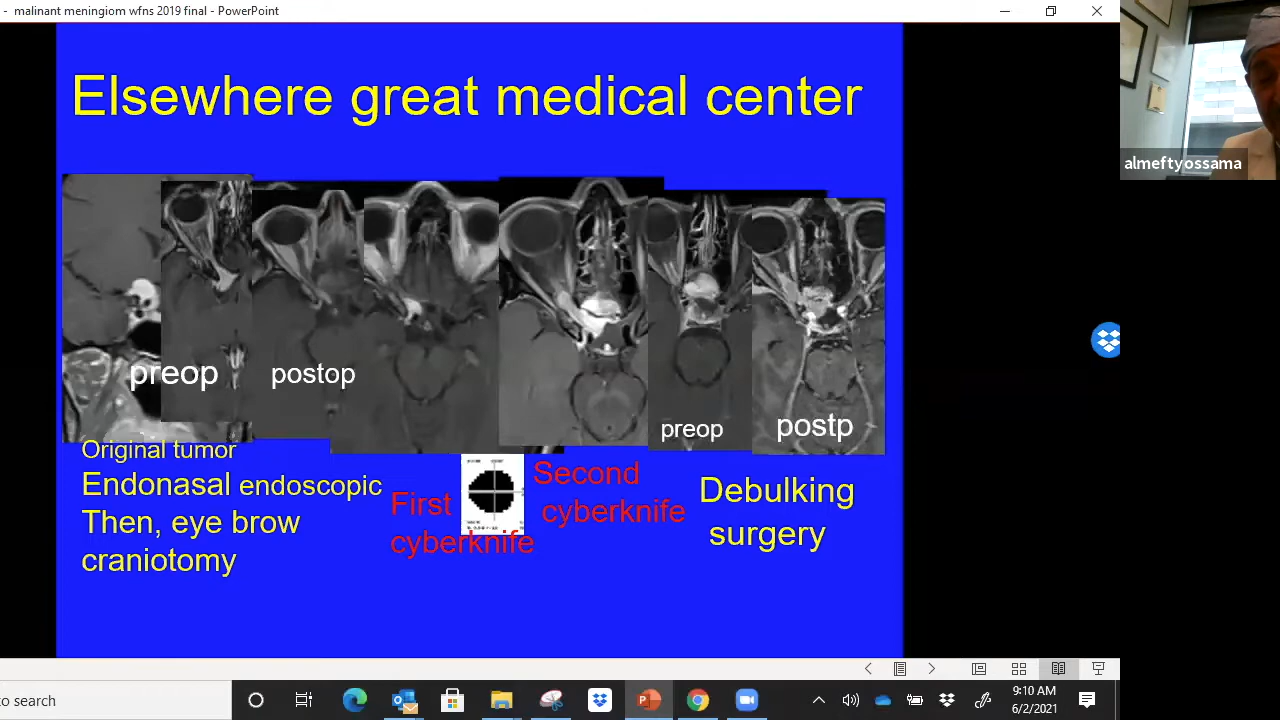 - malinant meningiom wfns 2019 final - PowerPoint
Elsewhere great medical center
almeftyossama
preop
postop
preop
postp
Original tumor
Endonasal endoscopic
Then, eye brow
craniotomy
First
cyberknife
Second
cyberknife
Debulking
surgery
to search
9:10 AM
6/2/2021